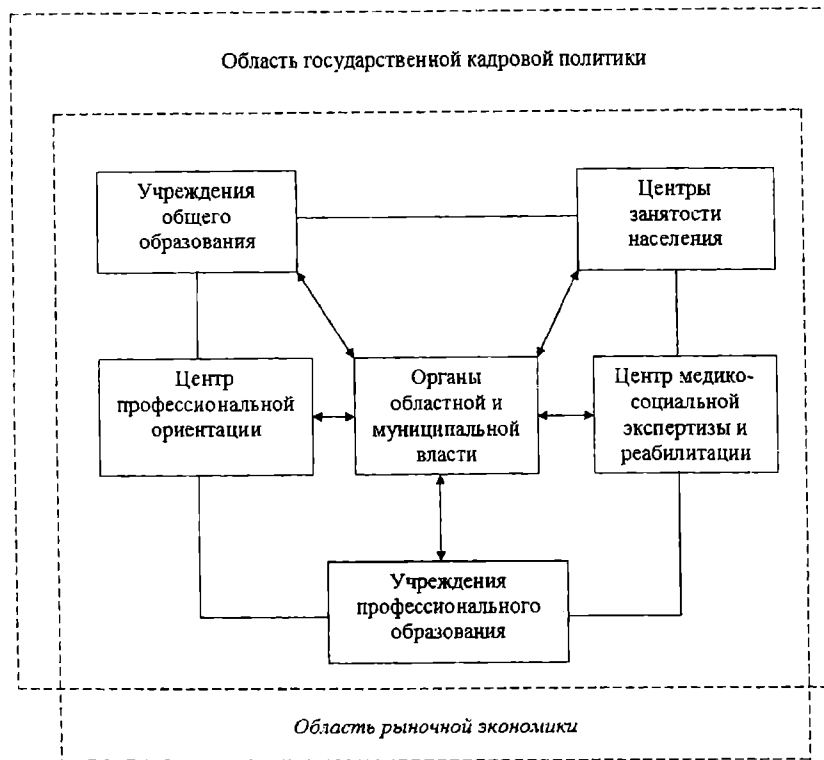 Область государственной кадровой политики
Учреждения
общего
образования
Центры
занятости
населения
Центр
профессиональной
ориентации
Органы
областной и
муниципальной
власти
Центр медико-
социальной
экспертизы и
реабилитации
Учреждения
профессионального
образования
Область рыночной экономики